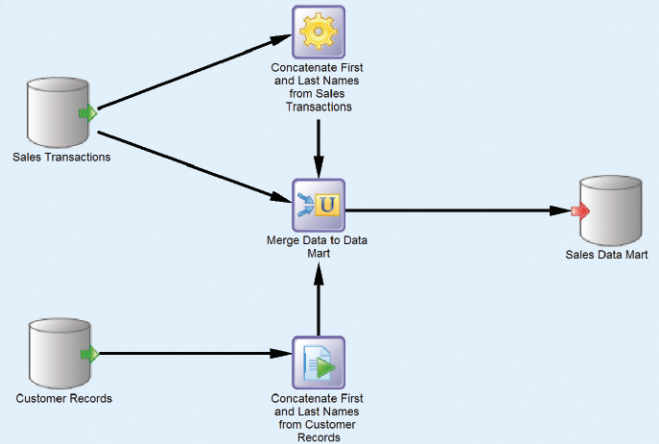 Concatenate First
and Last Names
from Sales
Transactions
Sales Transactions
U
Merge Data to Data
Mart
Sales Data Mart
Customer Records
Concatenate First
and Last Names
from Customer
Records